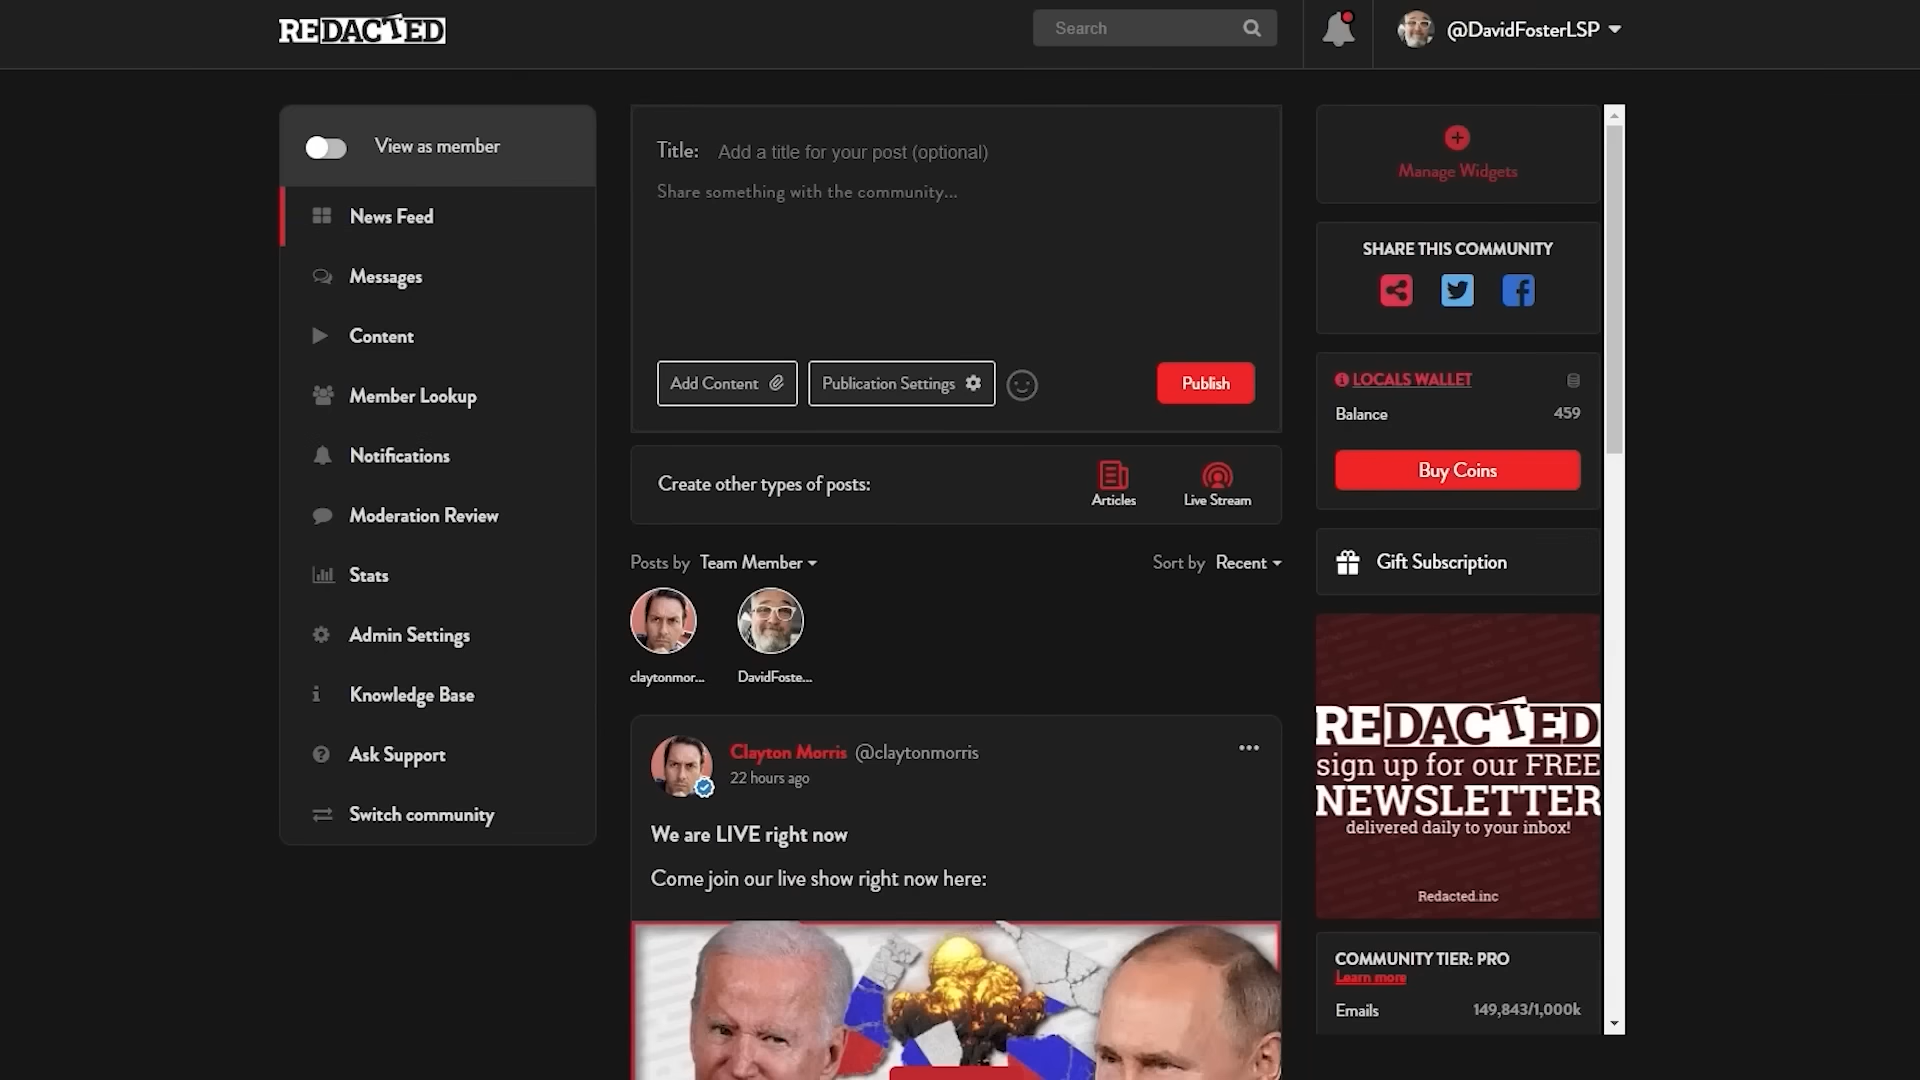 REDACTED
Search
@DavidFosterLSP
View as member
News Feed
Messages
Content
Member Lookup
Notifications
Moderation Review
Stats
Admin Settings
Knowledge Base
Ask Support
Switch community
Title: Add a title for your post (optional)
Share something with the community...
Add Content
Publication Settings
Publish
Create other types of posts:
Articles
Live Stream
Posts by Team Member
Sort by Recent
claytonmor...
DavidFoste...
Clayton Morris @claytonmorris
22 hours ago
We are LIVE right now
Come join our live show right now here:
Manage Widgets
SHARE THIS COMMUNITY
LOCALS WALLET
Balance 459
Buy Coins
Gift Subscription
REDACTED
sign up for our FREE
NEWSLETTER
delivered daily to your inbox!
Redacted.inc
COMMUNITY TIER: PRO
Learn more
Emails 149,843/1,000k